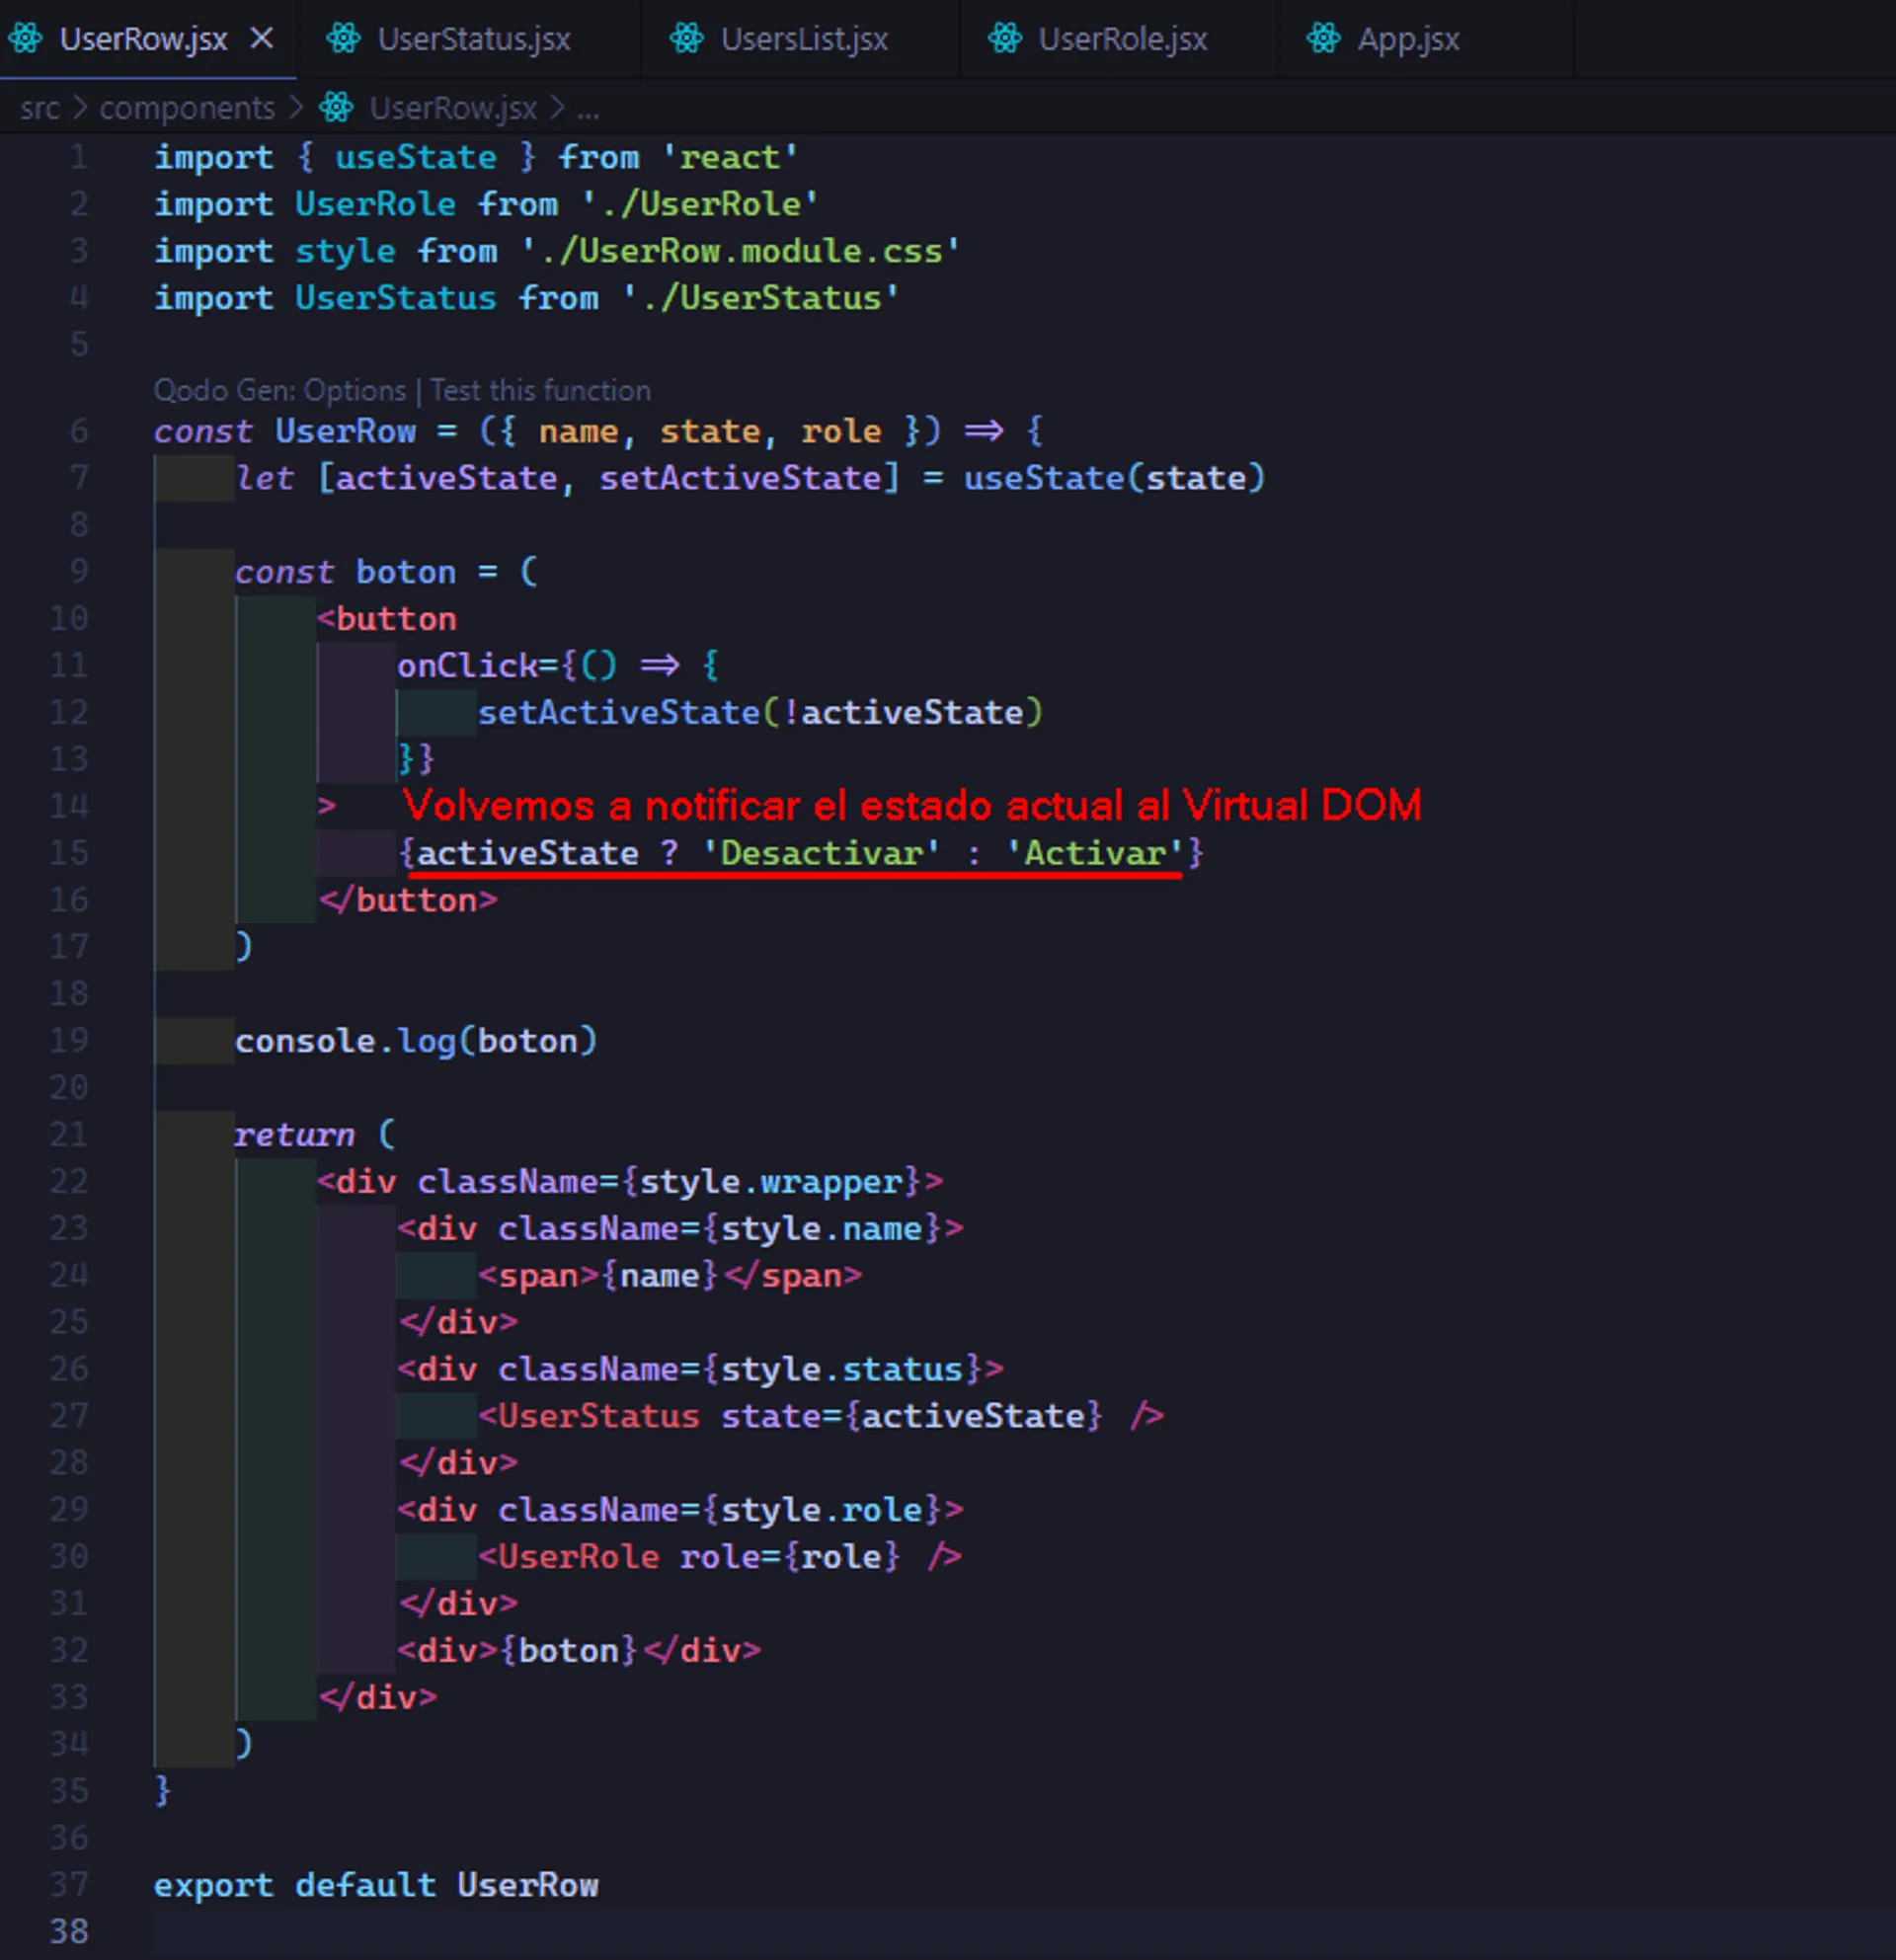 UserRow.jsx ×
UserStatus.jsx
UsersList.jsx
UserRole.jsx
App.jsx
src > components > UserRow.jsx > ...
1 import { useState } from 'react'
2 import UserRole from './UserRole'
3 import style from './UserRow.module.css'
4 import UserStatus from './UserStatus'
5
Qodo Gen: Options | Test this function
6 const UserRow = ({ name, state, role }) => {
7 let [activeState, setActiveState] = useState(state)
8
9 const boton = (
10 <button
11 onClick={() => {
12 setActiveState(!activeState)
13 }}
14 > Volvemos a notificar el estado actual al Virtual DOM
15 {activeState ? 'Desactivar' : 'Activar'}
16 </button>
17 )
18
19 console.log(boton)
20
21 return (
22 <div className={style.wrapper}>
23 <div className={style.name}>
24 <span>{name}</span>
25 </div>
26 <div className={style.status}>
27 <UserStatus state={activeState} />
28 </div>
29 <div className={style.role}>
30 <UserRole role={role} />
31 </div>
32 <div>{boton}</div>
33 </div>
34 )
35 }
36
37 export default UserRow
38